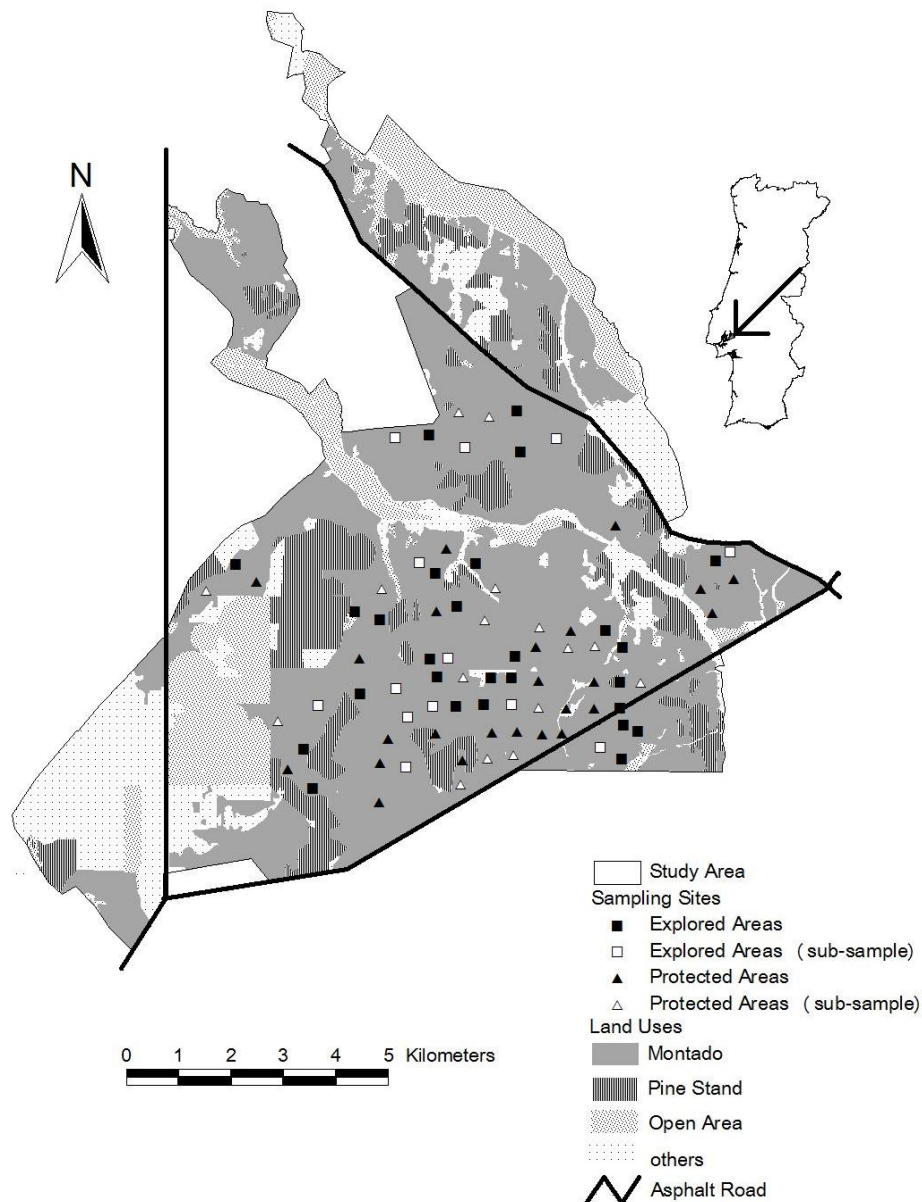 N
Study Area
Sampling Sites
Explored Areas
Explored Areas ( sub-sample)
Protected Areas
Protected Areas ( sub-sample)
Land Uses
Montado
Pine Stand
Open Area
others
Asphalt Road
0 1 2 3 4 5 Kilometers